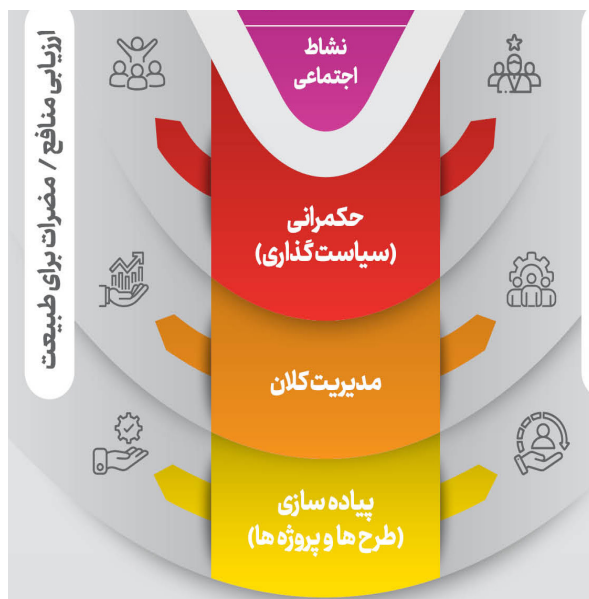 ارزیابی منافع / مضرات برای طبیعت
نشاط
اجتماعی
حکمرانی
(سیاست گذاری)
مدیریت کلان
پیاده سازی
(طرح ها و پروژه ها)